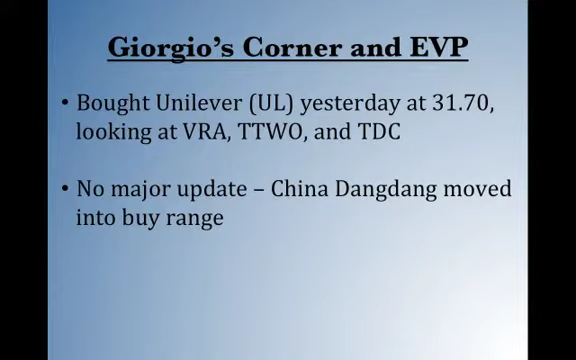 Giorgio's Corner and EVP
• Bought Unilever (UL) yesterday at 31.70,
looking at VRA, TTWO, and TDC
• No major update – China Dangdang moved
into buy range